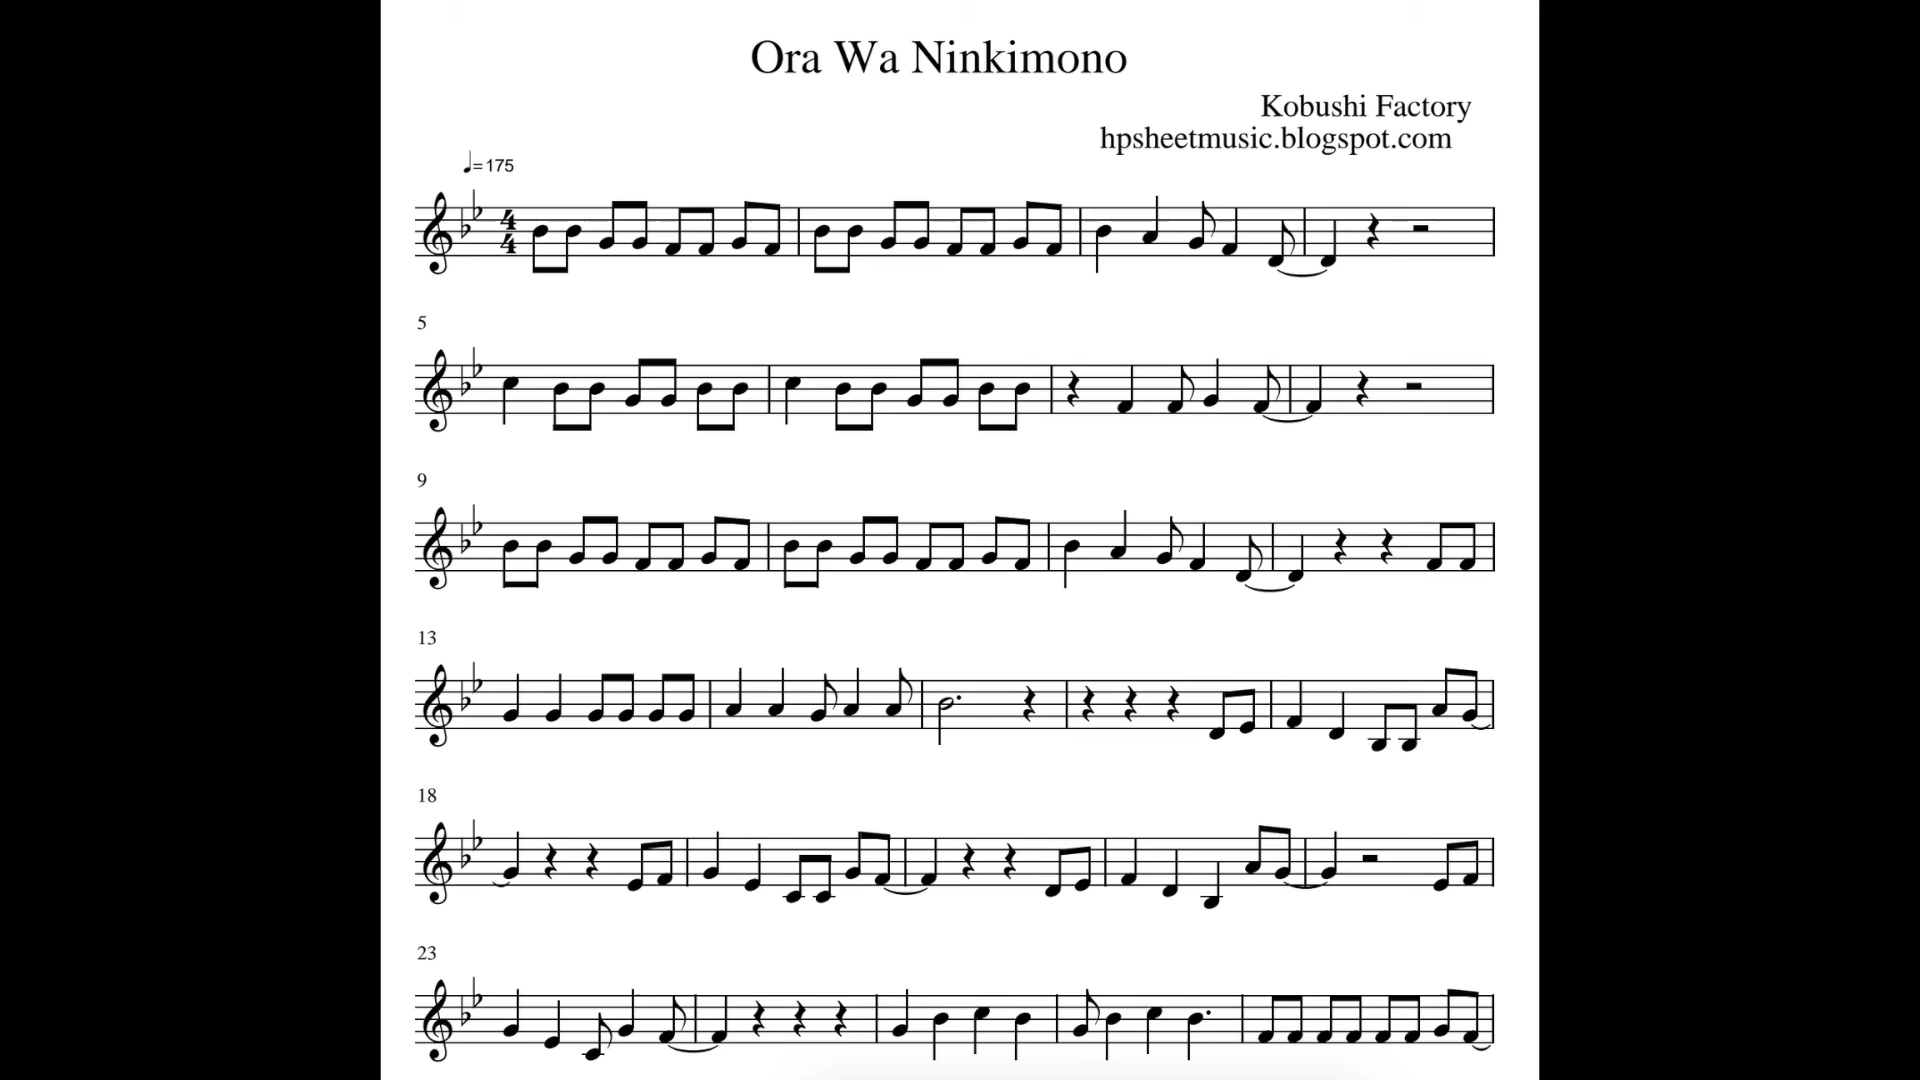 Ora Wa Ninkimono
Kobushi Factory
hpsheetmusic.blogspot.com
♩=175
4
4
5
9
13
18
23